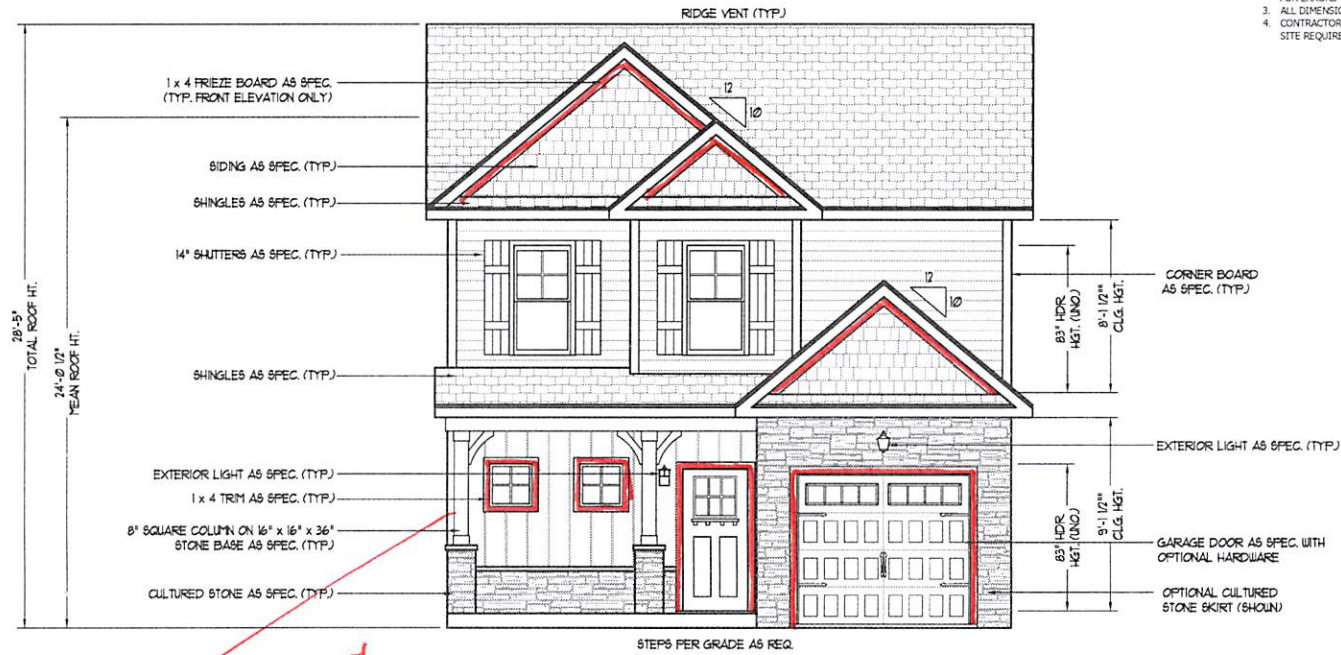 RIDGE VENT (TYP.)
3. ALL DIMENSIO
4. CONTRACTOR
SITE REQUIRE
1 x 4 FRIEZE BOARD AS SPEC.
(TYP. FRONT ELEVATION ONLY)
12
10
SIDING AS SPEC. (TYP.)
SHINGLES AS SPEC. (TYP.)
14" SHUTTERS AS SPEC. (TYP.)
28'-5"
TOTAL ROOF HT.
24'-0 1/2"
MEAN ROOF HT.
12
10
CORNER BOARD
AS SPEC. (TYP.)
83" HDR.
HGT. (UNO.)
8'-1 1/2"*
CLG. HGT.
SHINGLES AS SPEC. (TYP.)
EXTERIOR LIGHT AS SPEC. (TYP.)
EXTERIOR LIGHT AS SPEC. (TYP.)
1 x 4 TRIM AS SPEC. (TYP.)
8" SQUARE COLUMN ON 16" x 16" x 36"
STONE BASE AS SPEC. (TYP.)
83" HDR.
HGT. (UNO.)
9'-1 1/2"*
CLG. HGT.
GARAGE DOOR AS SPEC. WITH
OPTIONAL HARDWARE
CULTURED STONE AS SPEC. (TYP.)
OPTIONAL CULTURED
STONE SKIRT (SHOWN)
STEPS PER GRADE AS REQ.